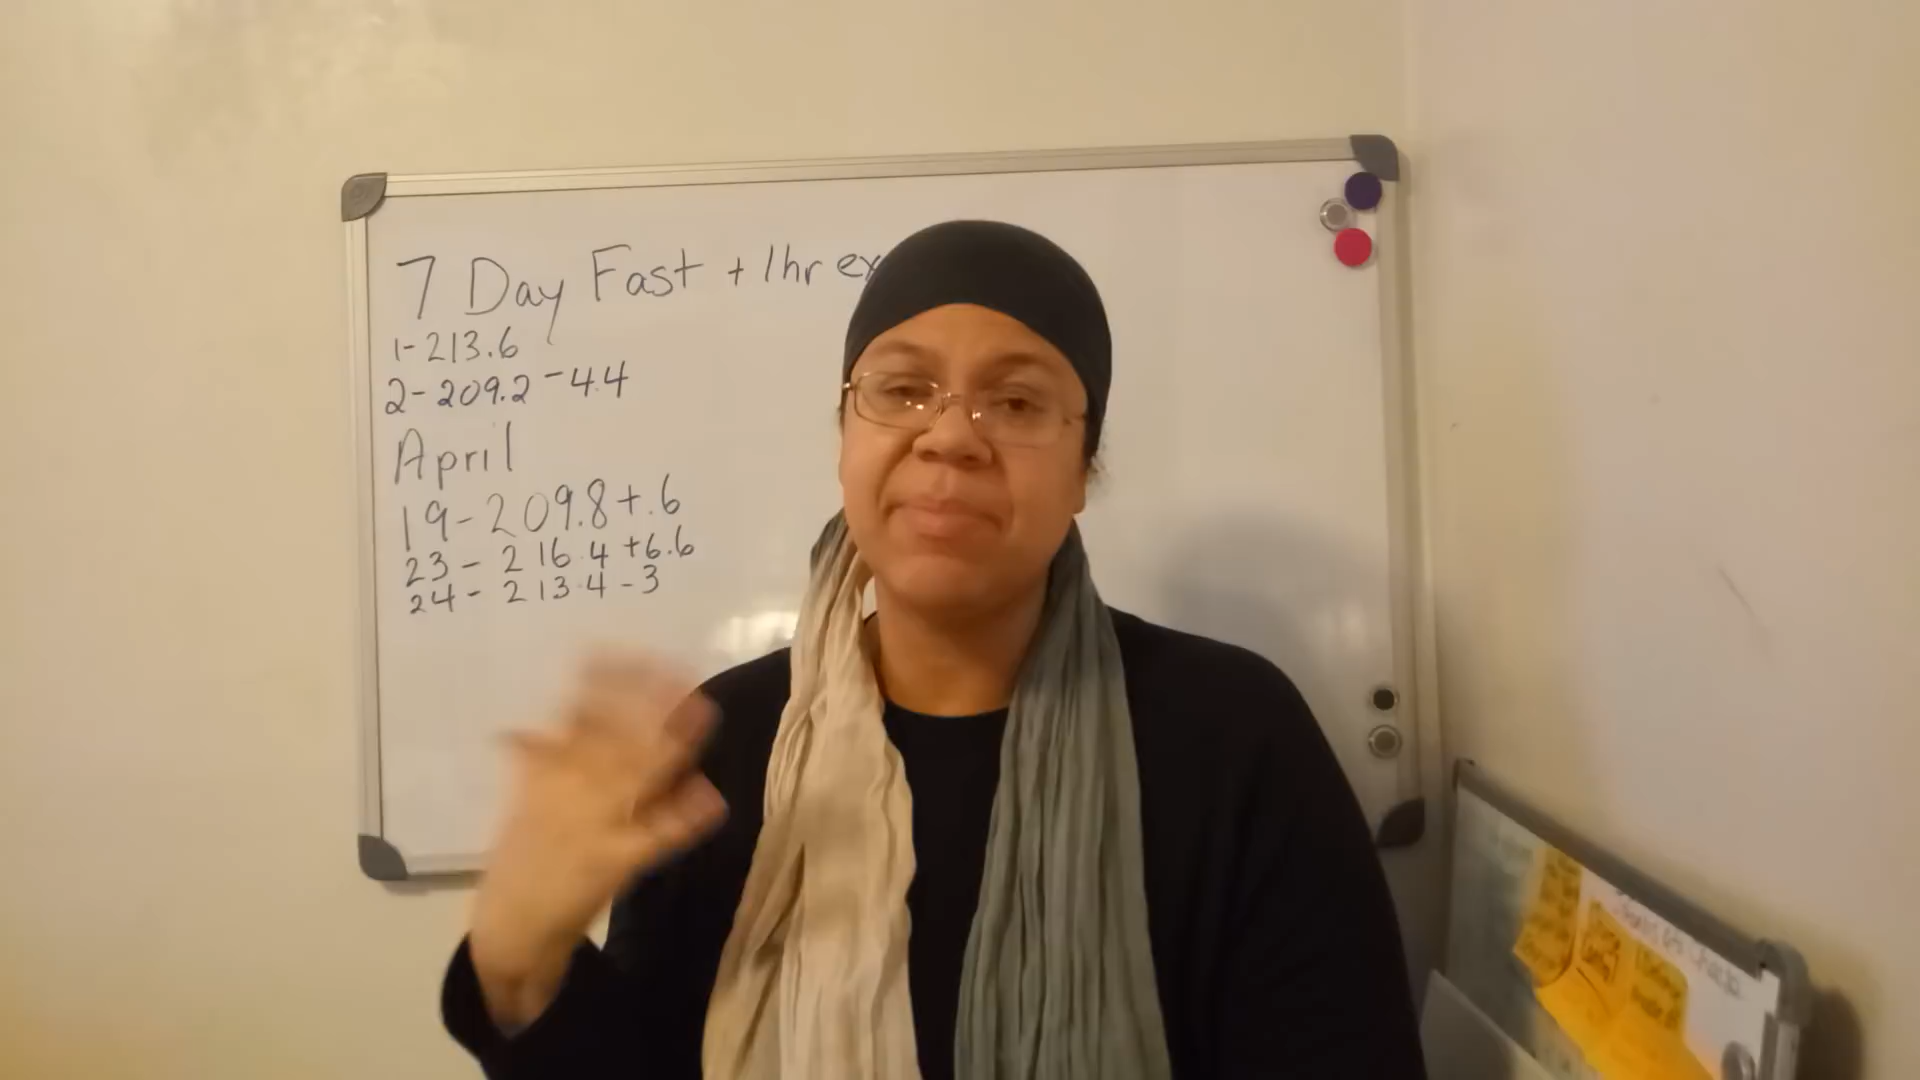 7 Day Fast + 1hr ex
1-213.6
2-209.2 -4.4
April
19-209.8+.6
23-216.4 +6.6
24-213.4 -3